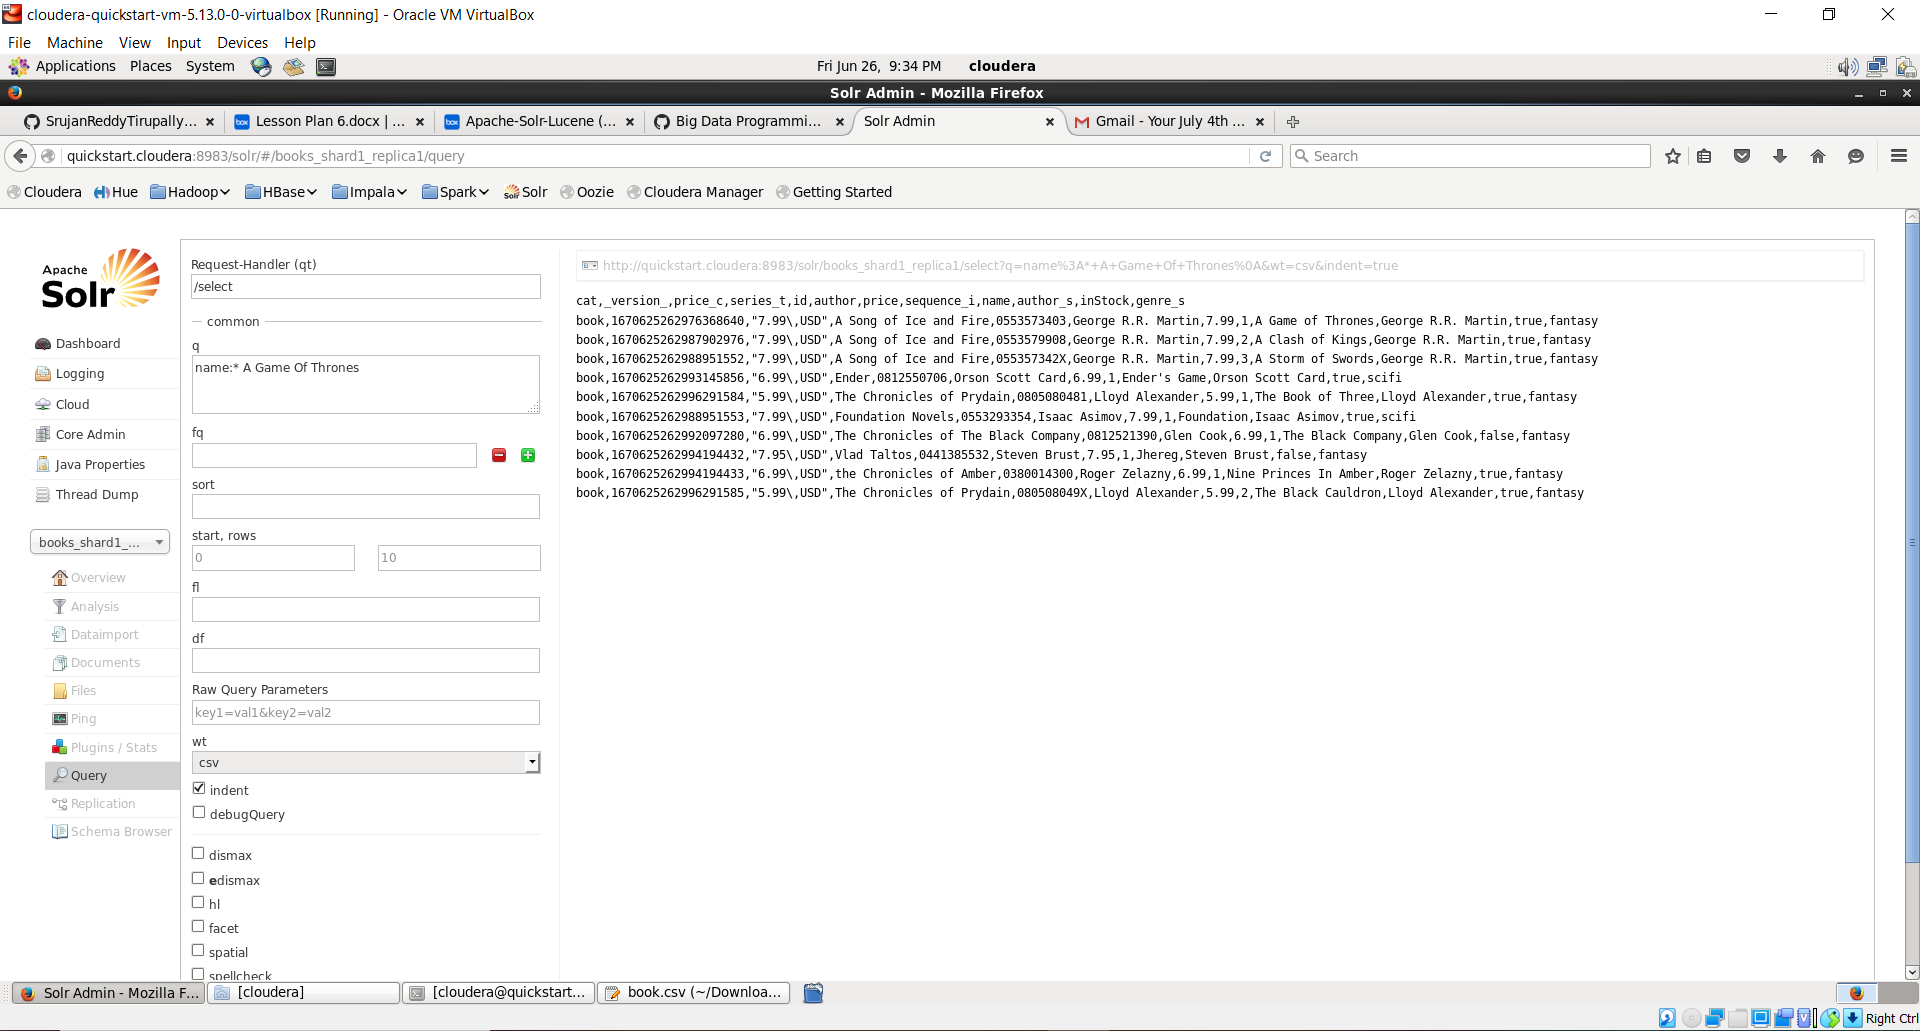 cloudera-quickstart-vm-5.13.0-0-virtualbox [Running] - Oracle VM VirtualBox
File Machine View Input Devices Help
Applications Places System Fri Jun 26, 9:34 PM cloudera
Solr Admin - Mozilla Firefox
SrujanReddyTirupally... Lesson Plan 6.docx | ... Apache-Solr-Lucene (... Big Data Programmi... Solr Admin Gmail - Your July 4th ...
quickstart.cloudera:8983/solr/#/books_shard1_replica1/query Search
Cloudera Hue Hadoop HBase Impala Spark Solr Solr Oozie Cloudera Manager Getting Started
Apache
Solr
Dashboard
Logging
Cloud
Core Admin
Java Properties
Thread Dump
books_shard1_...
Overview
Analysis
Dataimport
Documents
Files
Ping
Plugins / Stats
Query
Replication
Schema Browser
Request-Handler (qt)
/select
common
q
name:* A Game Of Thrones
fq
sort
start, rows
0 10
fl
df
Raw Query Parameters
key1=val1&key2=val2
wt
csv
indent
debugQuery
dismax
edismax
hl
facet
spatial
spellcheck
http://quickstart.cloudera:8983/solr/books_shard1_replica1/select?q=name%3A*+A+Game+Of+Thrones%0A&wt=csv&indent=true
cat,_version_,price_c,series_t,id,author,price,sequence_i,name,author_s,inStock,genre_s
book,1670625262976368640,"7.99\,USD",A Song of Ice and Fire,0553573403,George R.R. Martin,7.99,1,A Game of Thrones,George R.R. Martin,true,fantasy
book,1670625262987902976,"7.99\,USD",A Song of Ice and Fire,0553579908,George R.R. Martin,7.99,2,A Clash of Kings,George R.R. Martin,true,fantasy
book,1670625262988951552,"7.99\,USD",A Song of Ice and Fire,055357342X,George R.R. Martin,7.99,3,A Storm of Swords,George R.R. Martin,true,fantasy
book,1670625262993145856,"6.99\,USD",Ender,0812550706,Orson Scott Card,6.99,1,Ender's Game,Orson Scott Card,true,scifi
book,1670625262996291584,"5.99\,USD",The Chronicles of Prydain,0805080481,Lloyd Alexander,5.99,1,The Book of Three,Lloyd Alexander,true,fantasy
book,1670625262988951553,"7.99\,USD",Foundation Novels,0553293354,Isaac Asimov,7.99,1,Foundation,Isaac Asimov,true,scifi
book,1670625262992097280,"6.99\,USD",The Chronicles of The Black Company,0812521390,Glen Cook,6.99,1,The Black Company,Glen Cook,false,fantasy
book,1670625262994194432,"7.95\,USD",Vlad Taltos,0441385532,Steven Brust,7.95,1,Jhereg,Steven Brust,false,fantasy
book,1670625262994194433,"6.99\,USD",the Chronicles of Amber,0380014300,Roger Zelazny,6.99,1,Nine Princes In Amber,Roger Zelazny,true,fantasy
book,1670625262996291585,"5.99\,USD",The Chronicles of Prydain,080508049X,Lloyd Alexander,5.99,2,The Black Cauldron,Lloyd Alexander,true,fantasy
Solr Admin - Mozilla F... [cloudera] [cloudera@quickstart... book.csv (~/Downloa...
Right Ctrl